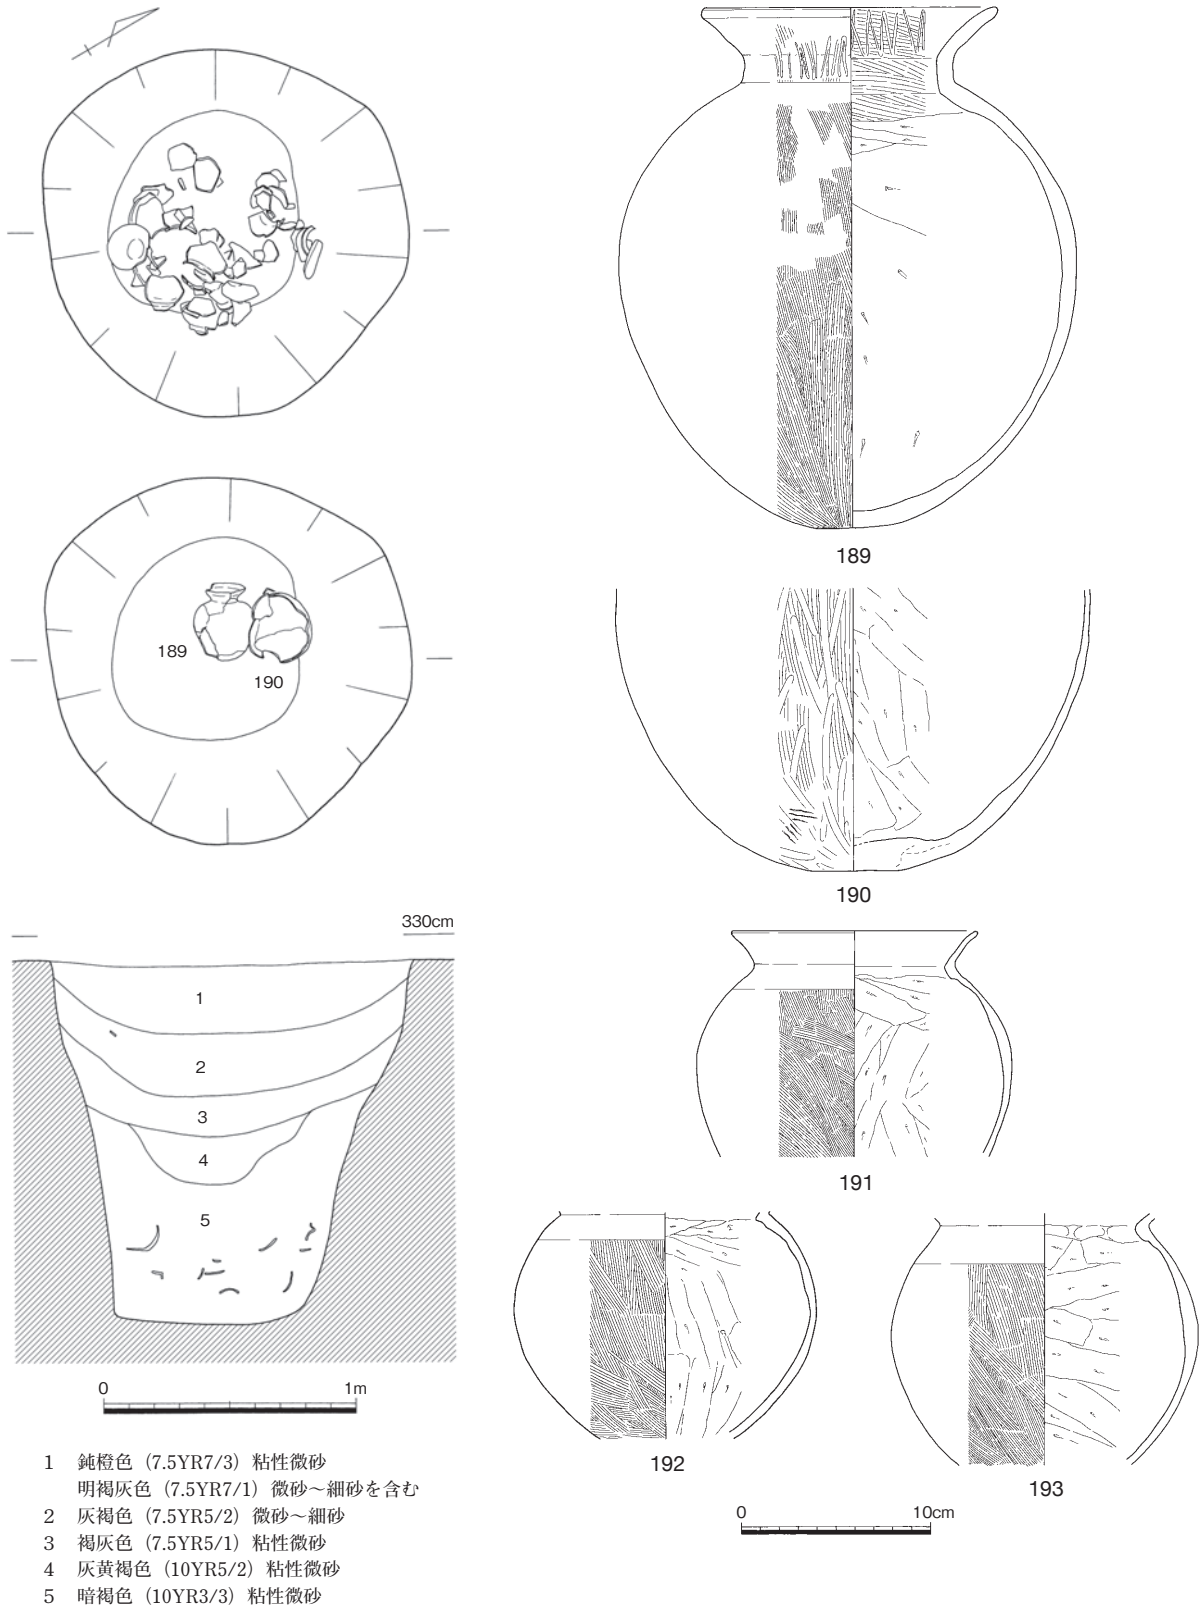 189
190
330cm
1
2
3
4
5
0 1m
1 鈍橙色（7.5YR7/3）粘性微砂
明褐灰色（7.5YR7/1）微砂～細砂を含む
2 灰褐色（7.5YR5/2）微砂～細砂
3 褐灰色（7.5YR5/1）粘性微砂
4 灰黄褐色（10YR5/2）粘性微砂
5 暗褐色（10YR3/3）粘性微砂
189
190
191
192
193
0 10cm